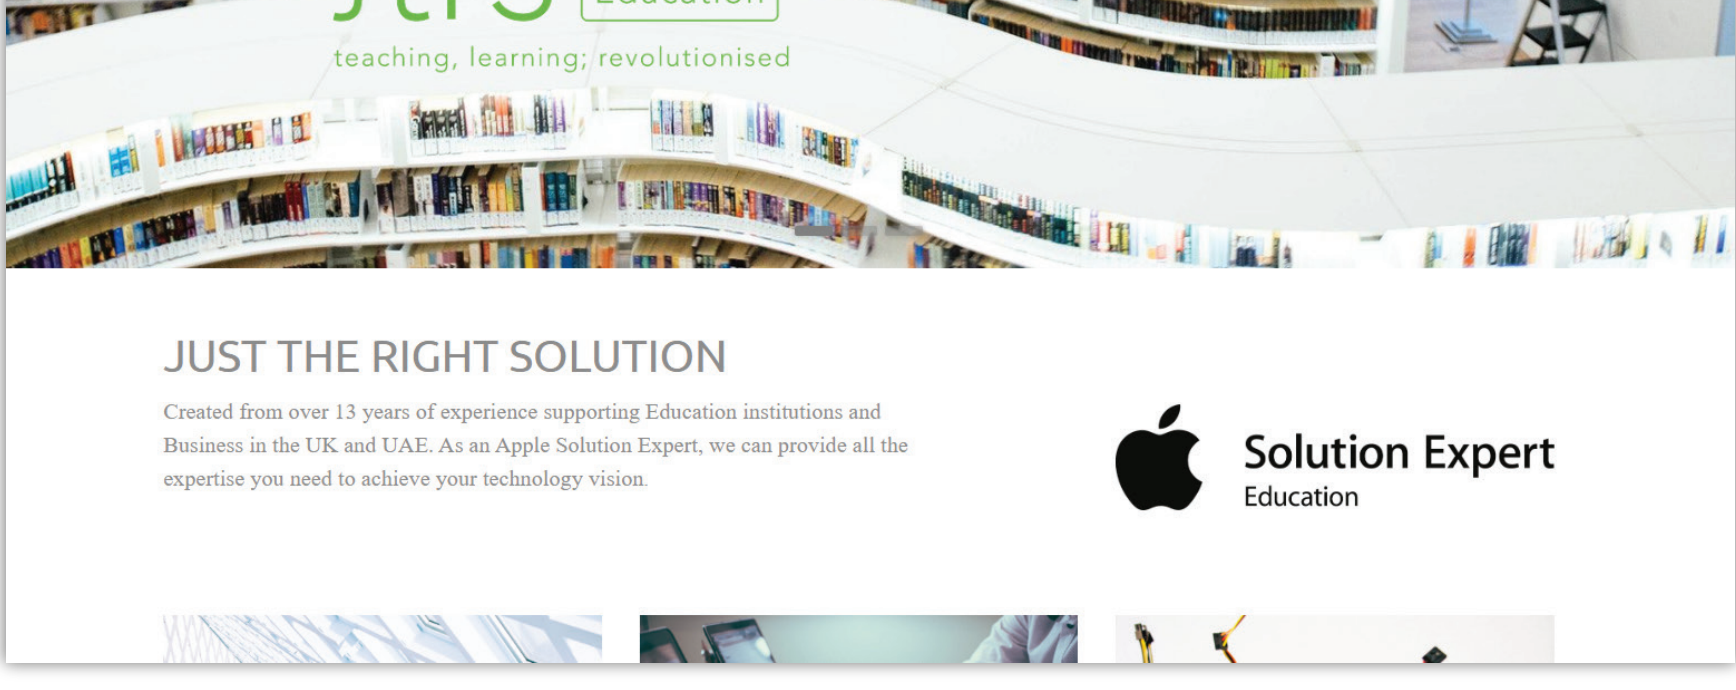 Education
teaching, learning; revolutionised
JUST THE RIGHT SOLUTION
Created from over 13 years of experience supporting Education institutions and
Business in the UK and UAE. As an Apple Solution Expert, we can provide all the
expertise you need to achieve your technology vision.
Solution Expert
Education